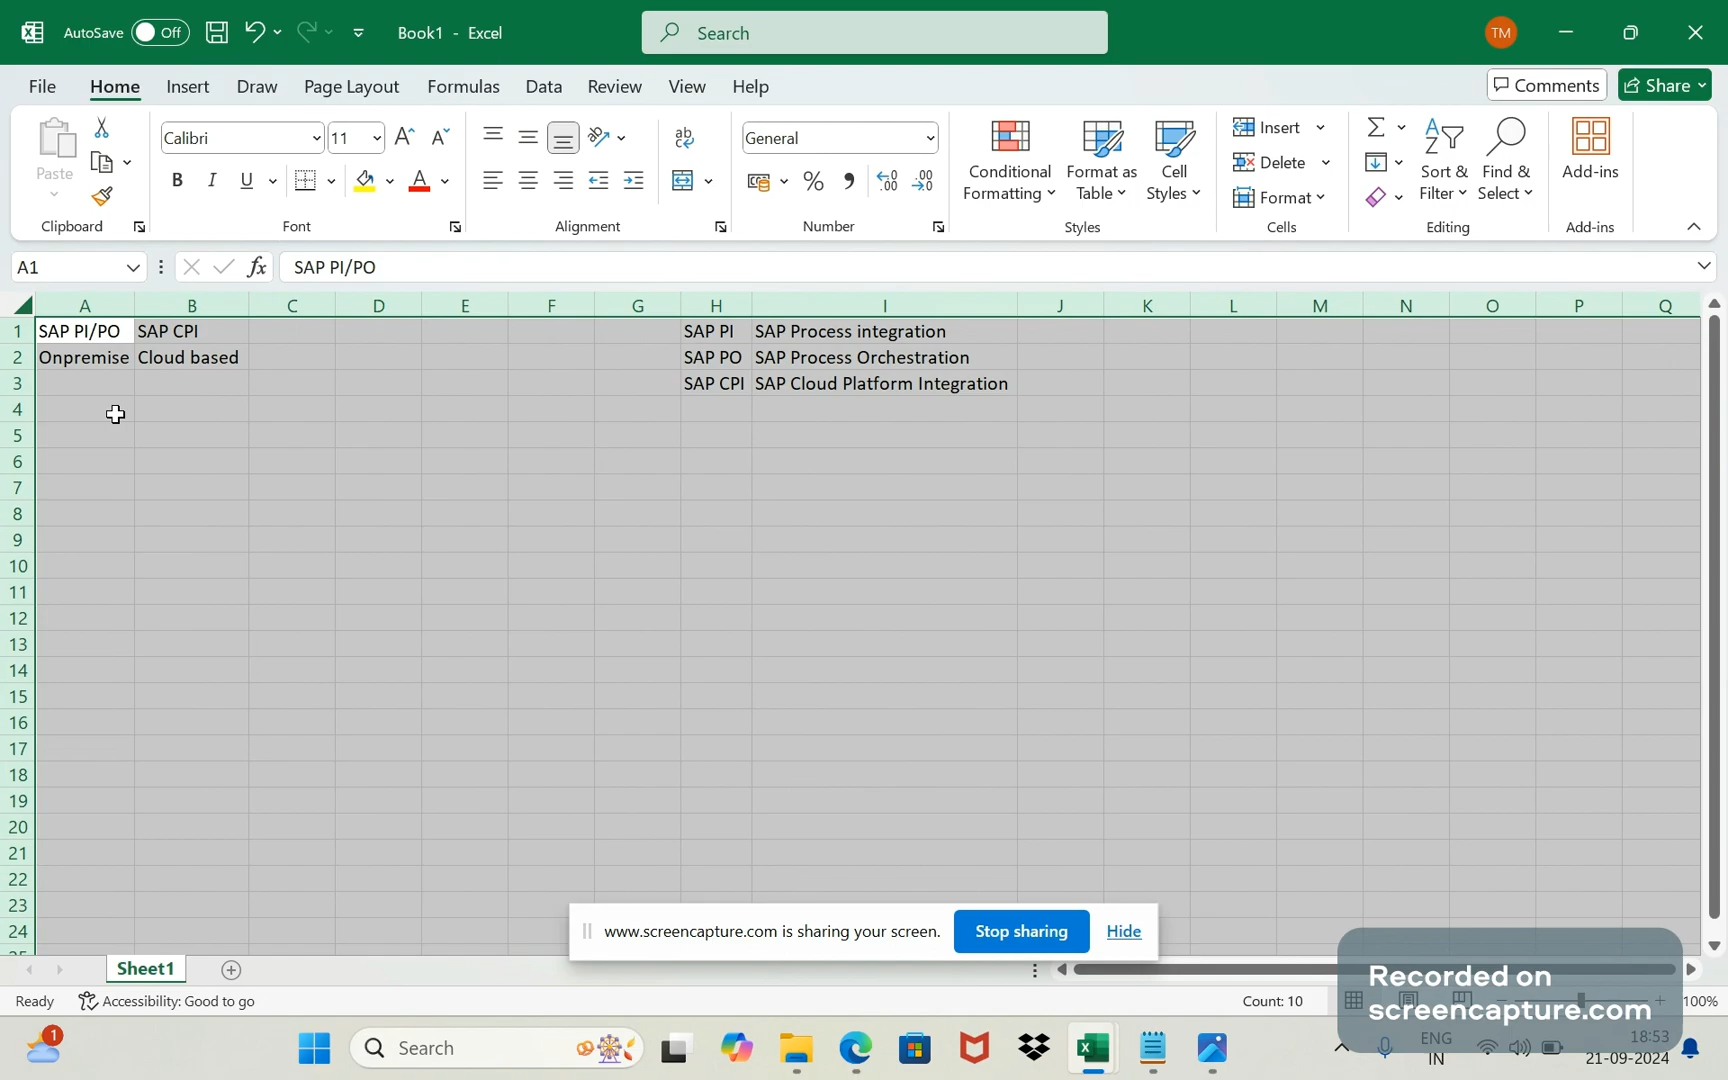 AutoSave Off Book1 - Excel Search TM
File Home Insert Draw Page Layout Formulas Data Review View Help Comments Share
Paste Calibri 11 General Conditional Formatting Format as Table Cell Styles Insert Delete Format Sort & Filter Find & Select Add-ins
B I U
Clipboard Font Alignment Number Styles Cells Editing Add-ins
A1 fx SAP PI/PO
A B C D E F G H I J K L M N O P Q
1 SAP PI/PO SAP CPI SAP PI SAP Process integration
2 Onpremise Cloud based SAP PO SAP Process Orchestration
3 SAP CPI SAP Cloud Platform Integration
4
5
6
7
8
9
10
11
12
13
14
15
16
17
18
19
20
21
22
23
24
www.screencapture.com is sharing your screen. Stop sharing Hide
Sheet1
Ready Accessibility: Good to go Count: 10 100%
Recorded on
screencapture.com
1 Search ENG 18:53
IN 21-09-2024